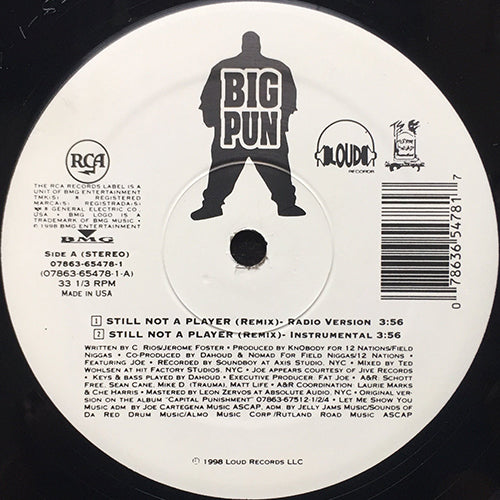 BIG
PUN
RCA
LOUD
RECORDS
THE RCA RECORDS LABEL IS A
UNIT OF BMG ENTERTAINMENT
TMK(S) ® REGISTERED
MARCA(S) REGISTRADA(S)
® GENERAL ELECTRIC CO.,
USA • BMG LOGO IS A
TRADEMARK OF BMG MUSIC •
© 1998 BMG ENTERTAINMENT
BMG
SIDE A (STEREO)
07863-65478-1
(07863-65478-1-A)
33 1/3 RPM
MADE IN USA
0 78636 54781 7
1 STILL NOT A PLAYER (REMIX)- RADIO VERSION 3:56
2 STILL NOT A PLAYER (REMIX)- INSTRUMENTAL 3:56
WRITTEN BY C RIOS/JEROME FOSTER • PRODUCED BY KNOBODY FOR 12 NATIONS/FIELD
NIGGAS • CO-PRODUCED BY DAHOUD & NOMAD FOR FIELD NIGGAS/12 NATIONS •
FEATURING JOE • RECORDED BY SOUNDBOY AT AXIS STUDIO, NYC • MIXED BY TED
WOHLSEN AT HIT FACTORY STUDIOS, NYC • JOE APPEARS COURTESY OF JIVE RECORDS
• KEYS & BASS PLAYED BY DAHOUD • EXECUTIVE PRODUCER: FAT JOE • A&R: SCHOTT
FREE, SEAN CANE, MIKE D. (TRAUMA), MATT LIFE • A&R COORDINATION: LAURIE MARKS
& CHE HARRIS • MASTERED BY LEON ZERVOS AT ABSOLUTE AUDIO, NYC • ORIGINAL VER-
SION ON THE ALBUM "CAPITAL PUNISHMENT" 07863-67512-1/2/4 • LET ME SHOW YOU
MUSIC ADM. BY JOE CARTEGENA MUSIC ASCAP, ADM. BY JELLY JAMS MUSIC/SOUNDS OF
DA RED DRUM MUSIC/ALMO MUSIC CORP./RUTLAND ROAD MUSIC ASCAP
℗ 1998 LOUD RECORDS LLC